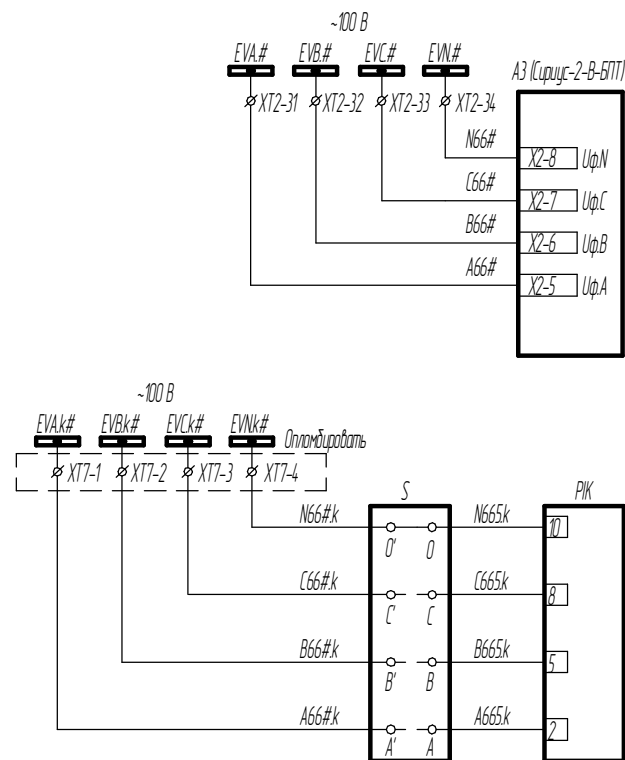 ~100 В
EVA.# EVB.# EVC.# EVN.#
А3 (Сириус-2-В-БПТ)
XT2-31 XT2-32 XT2-33 XT2-34
N66#
X2-8 Uф.N
C66#
X2-7 Uф.C
B66#
X2-6 Uф.B
A66#
X2-5 Uф.A
~100 В
EVA.k# EVB.k# EVC.k# EVN.k#
Опломбировать
XT7-1 XT7-2 XT7-3 XT7-4
S PIK
N66#.k N665.k 10
O' O
C66#.k C665.k 8
C' C
B66#.k B665.k 5
B' B
A66#.k A665.k 2
A' A